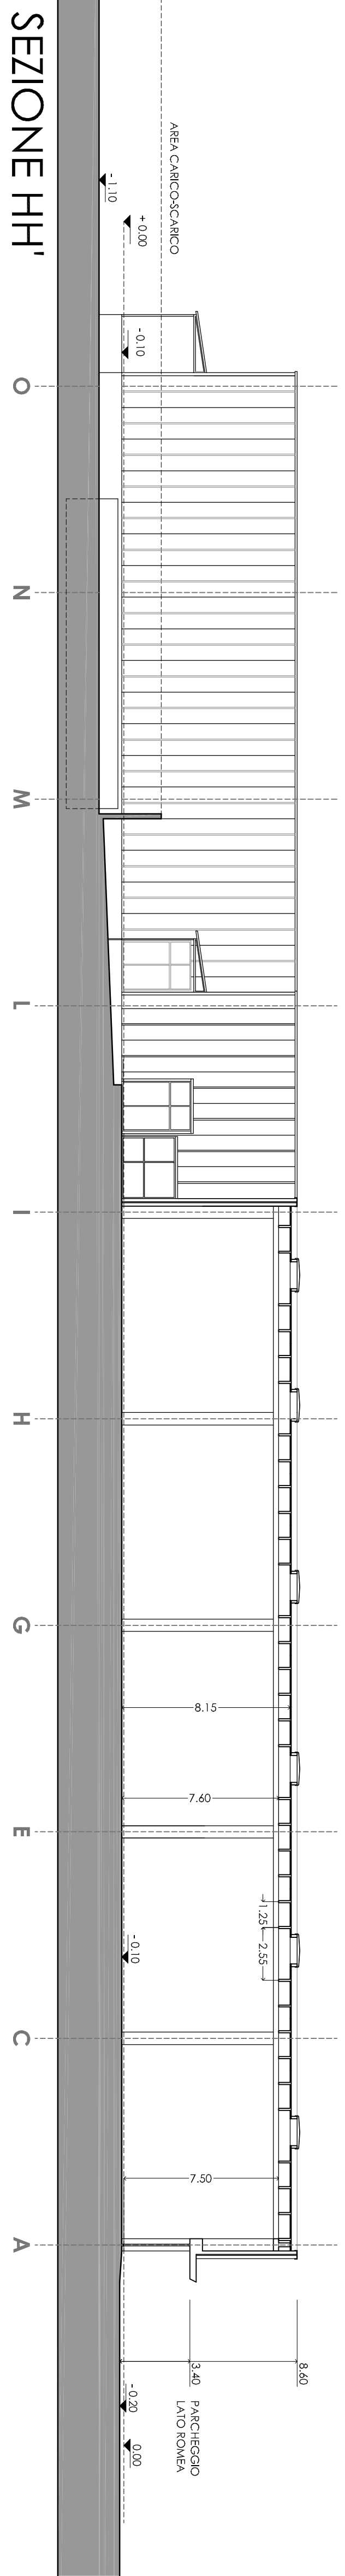 SEZIONE HH'
AREA CARICO-SCARICO
- 1.10
+ 0.00
- 0.10
O
N
M
L
I
H
G
E
C
A
8.15
7.60
1.25
2.55
- 0.10
7.50
8.60
3.40
PARCHEGGIO
LATO ROMEA
- 0.20
0.00